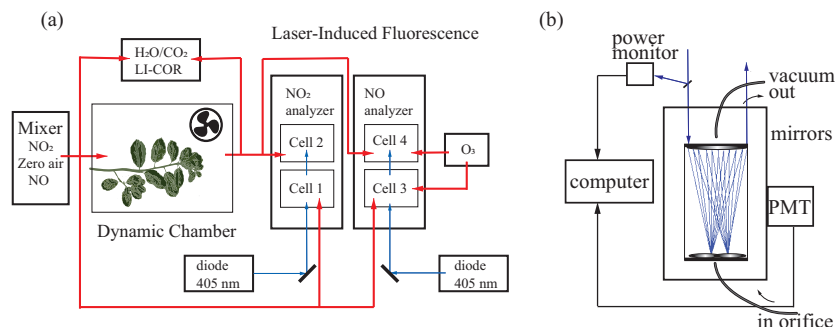 (a)
H₂O/CO₂
LI-COR
Laser-Induced Fluorescence
Mixer
NO₂
Zero air
NO
Dynamic Chamber
NO₂
analyzer
Cell 2
Cell 1
NO
analyzer
Cell 4
Cell 3
O₃
diode
405 nm
diode
405 nm
(b)
power
monitor
vacuum
out
mirrors
computer
PMT
in orifice